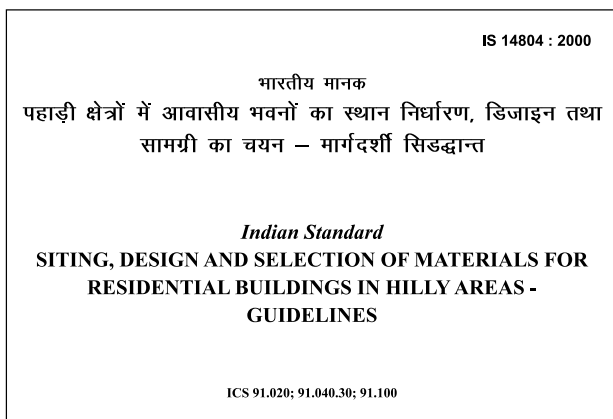 IS 14804 : 2000
भारतीय मानक
पहाड़ी क्षेत्रों में आवासीय भवनों का स्थान निर्धारण, डिजाइन तथा
सामग्री का चयन – मार्गदर्शी सिडद्धान्त
Indian Standard
SITING, DESIGN AND SELECTION OF MATERIALS FOR
RESIDENTIAL BUILDINGS IN HILLY AREAS -
GUIDELINES
ICS 91.020; 91.040.30; 91.100